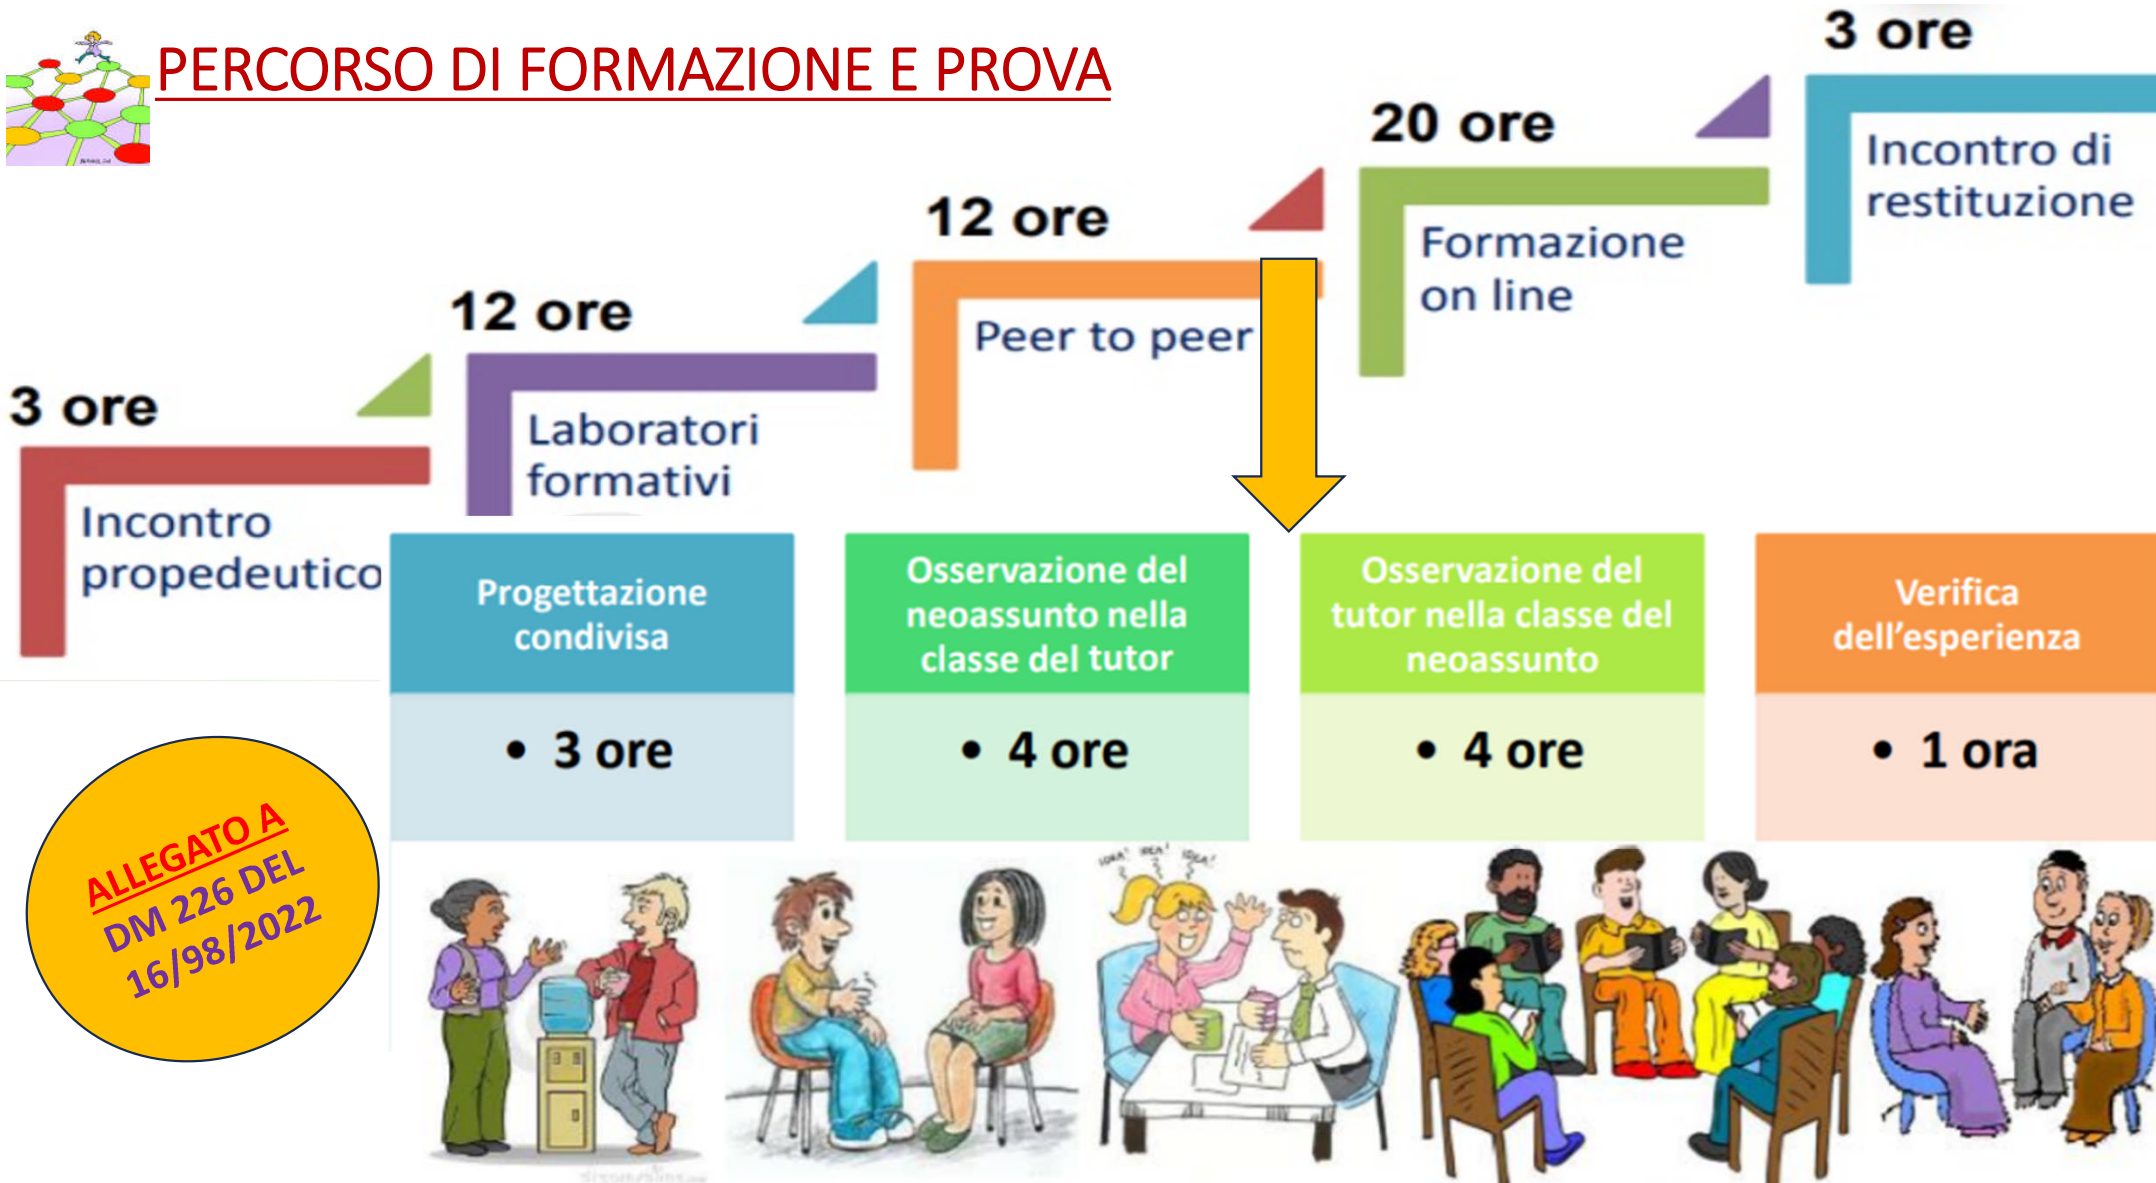 PERCORSO DI FORMAZIONE E PROVA
3 ore
Incontro
propedeutico
12 ore
Laboratori
formativi
12 ore
Peer to peer
20 ore
Formazione
on line
3 ore
Incontro di
restituzione
Progettazione
condivisa
• 3 ore
Osservazione del
neoassunto nella
classe del tutor
• 4 ore
Osservazione del
tutor nella classe del
neoassunto
• 4 ore
Verifica
dell’esperienza
• 1 ora
ALLEGATO A
DM 226 DEL
16/98/2022
IDEA! IDEA! IDEA!